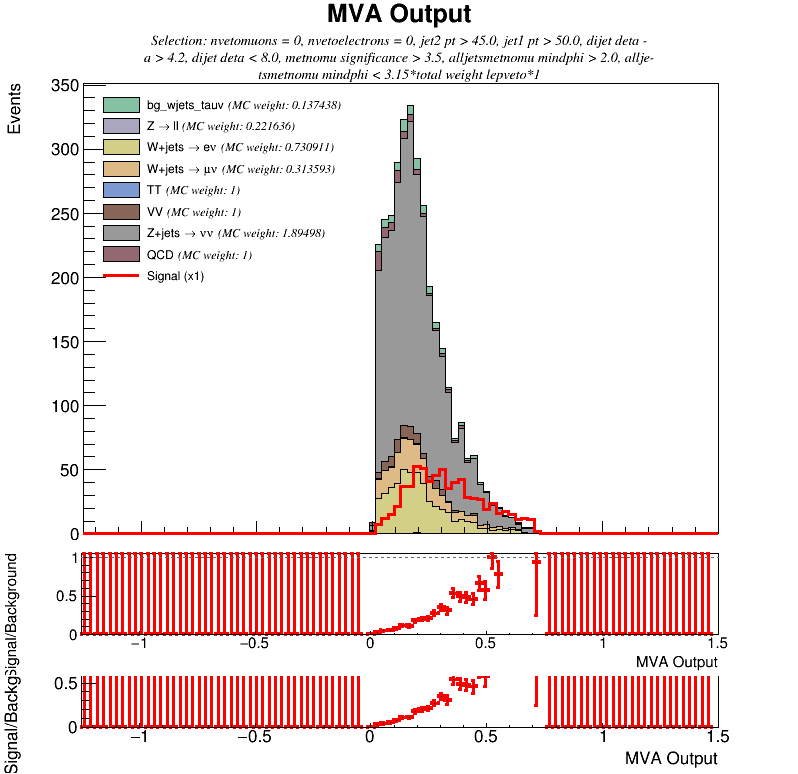 MVA Output
Selection: nvetomuons = 0, nvetoelectrons = 0, jet2 pt > 45.0, jet1 pt > 50.0, dijet deta -
a > 4.2, dijet deta < 8.0, metnomu significance > 3.5, alljetsmetnomu mindphi > 2.0, allje-
tsmetnomu mindphi < 3.15*total weight lepveto*1
Events
350
300
250
200
150
100
50
0
bg_wjets_tauv (MC weight: 0.137438)
Z → ll (MC weight: 0.221636)
W+jets → eν (MC weight: 0.730911)
W+jets → μν (MC weight: 0.313593)
TT (MC weight: 1)
VV (MC weight: 1)
Z+jets → νν (MC weight: 1.89498)
QCD (MC weight: 1)
Signal (x1)
Signal/Background
1
0.5
0
−1 −0.5 0 0.5 1 1.5
MVA Output
Signal/Backg
0.5
0
−1 −0.5 0 0.5 1 1.5
MVA Output